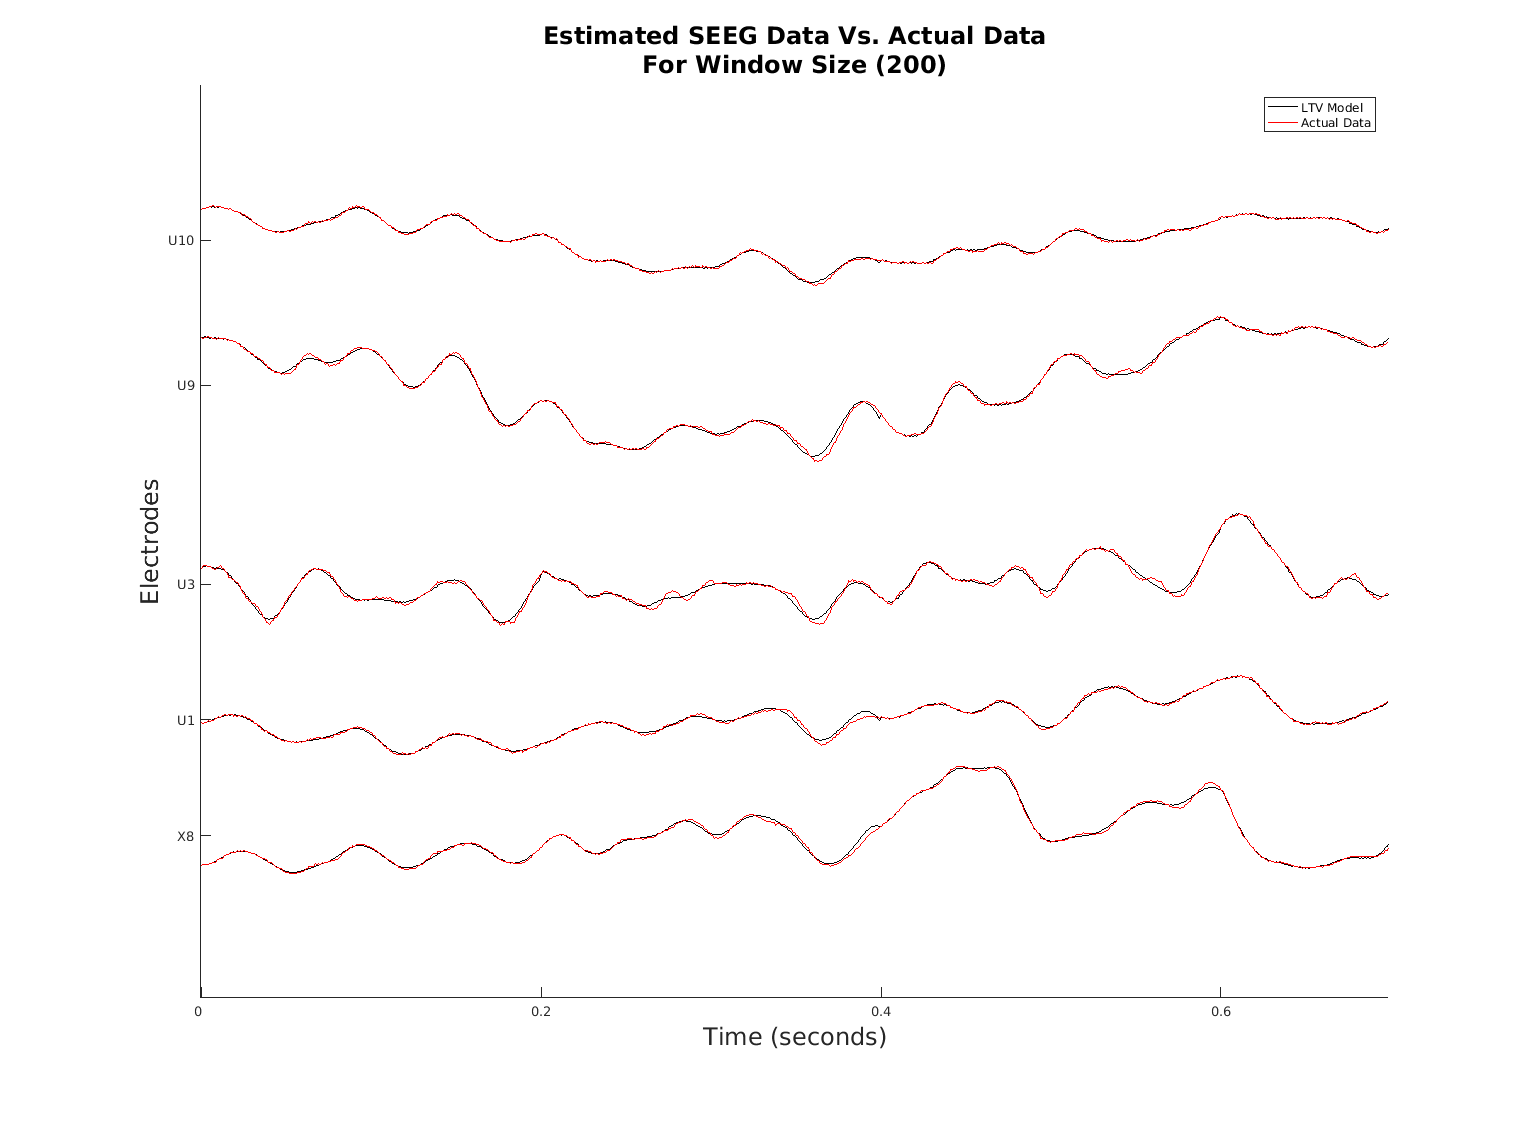 Estimated SEEG Data Vs. Actual Data
For Window Size (200)
LTV Model
Actual Data
U10
U9
U3
U1
X8
Electrodes
0 0.2 0.4 0.6
Time (seconds)